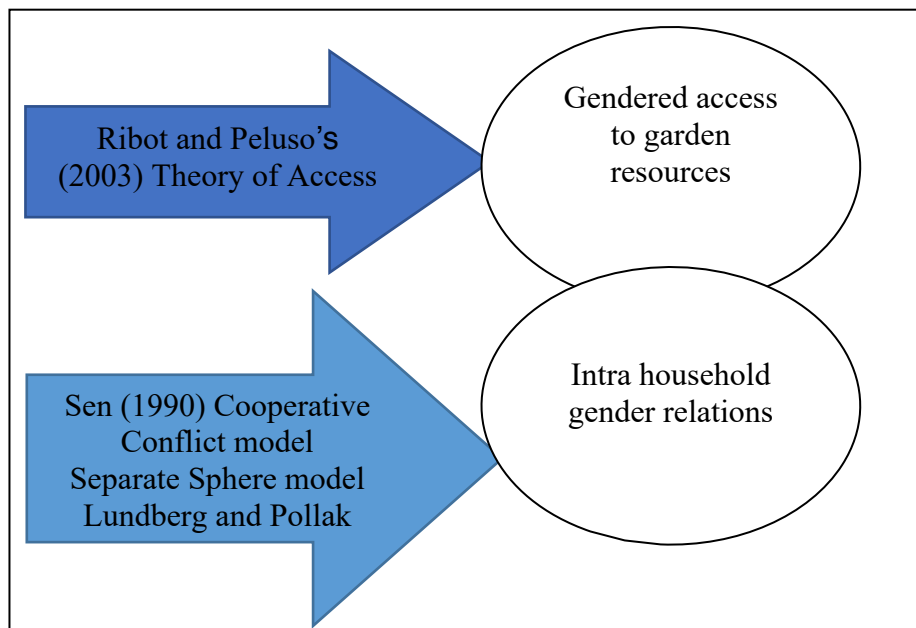 Ribot and Peluso's
(2003) Theory of Access
Gendered access
to garden
resources
Sen (1990) Cooperative
Conflict model
Separate Sphere model
Lundberg and Pollak
Intra household
gender relations